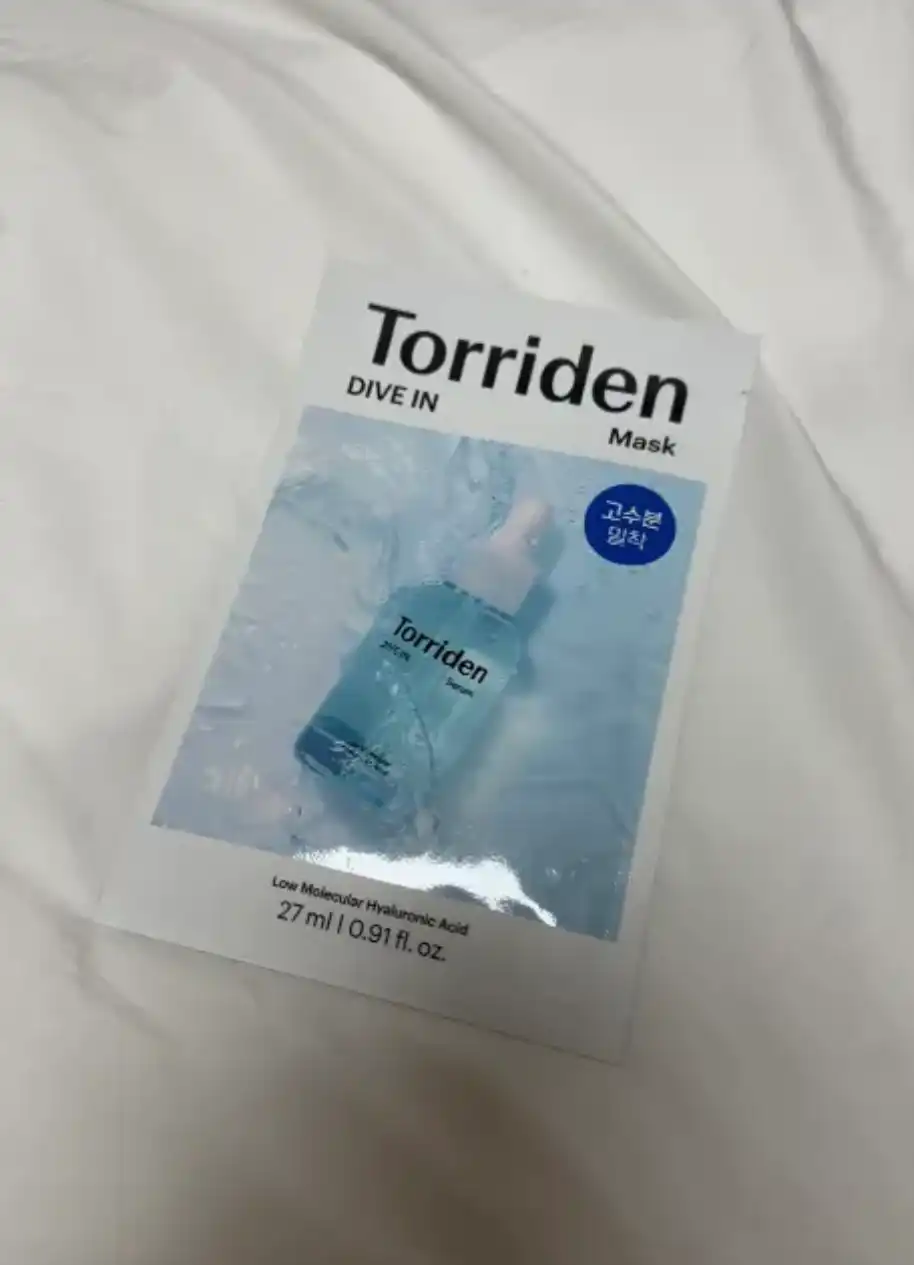 Torriden
DIVE IN
Mask
고수분
밀착
Torriden
DIVE IN
Serum
Low Molecular Hyaluronic Acid
27 ml | 0.91 fl. oz.